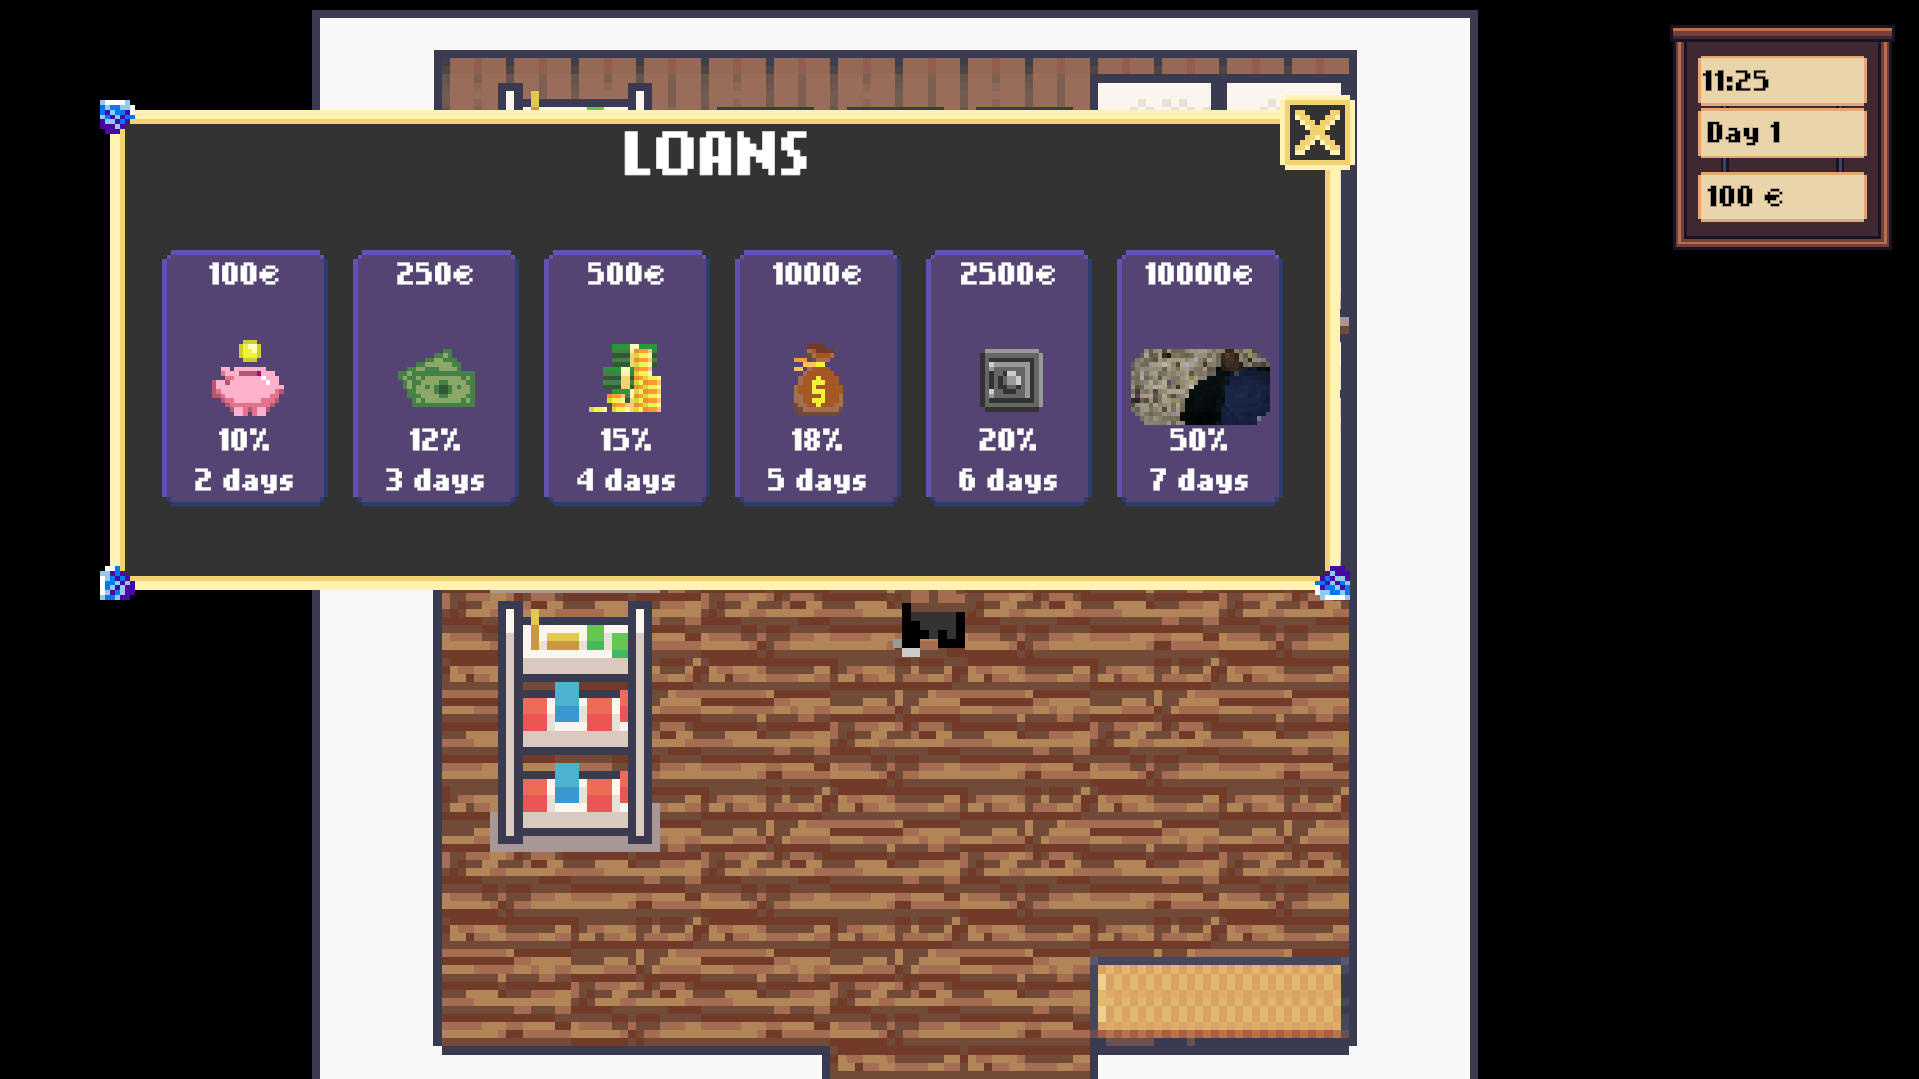 LOANS
100€
250€
500€
1000€
2500€
10000€
$
10%
12%
15%
18%
20%
50%
2 days
3 days
4 days
5 days
6 days
7 days
11:25
Day 1
100 €